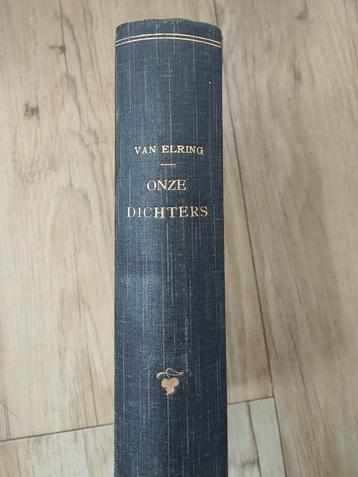 VAN ELRING
ONZE
DICHTERS